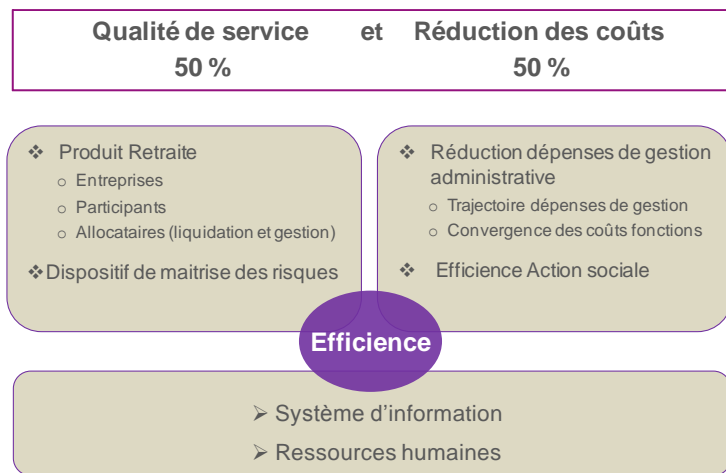 Qualité de service et Réduction des coûts
50 % 50 %
❖ Produit Retraite
o Entreprises
o Participants
o Allocataires (liquidation et gestion)
❖Dispositif de maitrise des risques
❖ Réduction dépenses de gestion
administrative
o Trajectoire dépenses de gestion
o Convergence des coûts fonctions
❖ Efficience Action sociale
Efficience
➢ Système d’information
➢ Ressources humaines